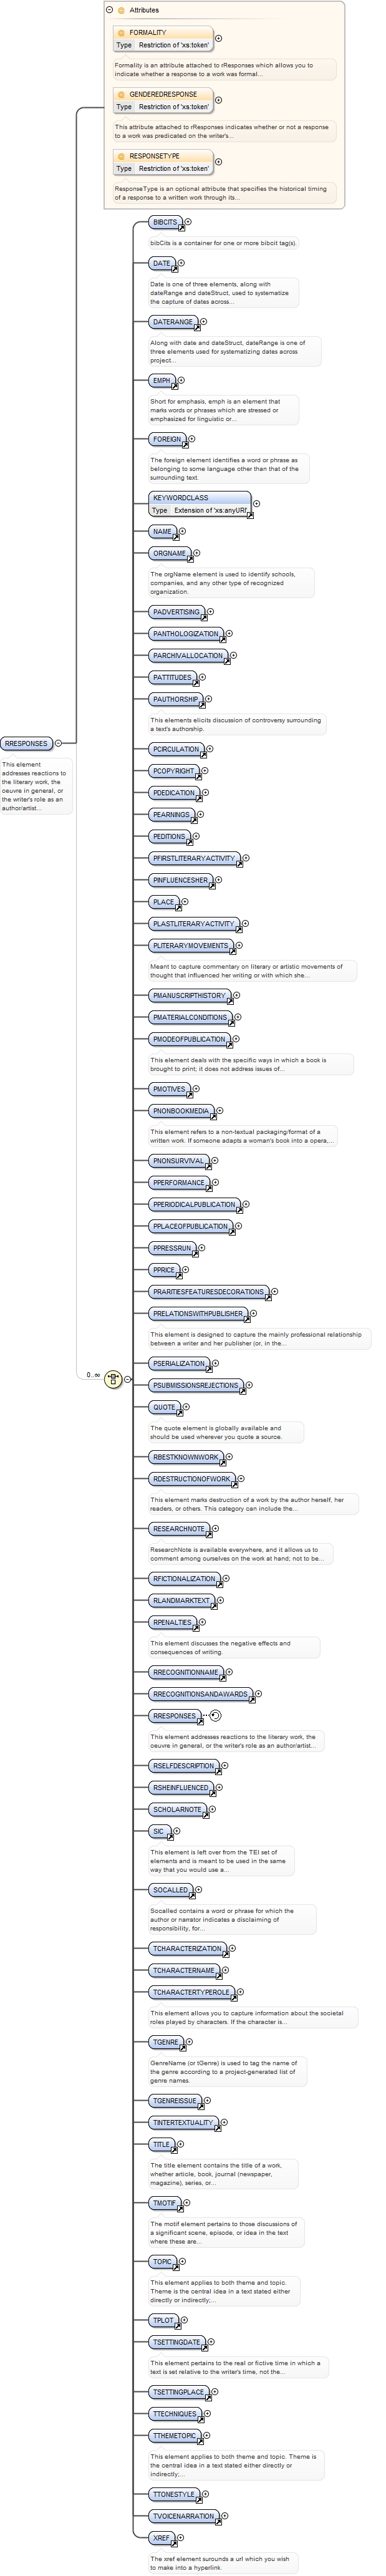 Attributes
FORMALITY
Type Restriction of 'xs:token'
Formality is an attribute attached to rResponses which allows you to
indicate whether a response to a work was formal...
GENDEREDRESPONSE
Type Restriction of 'xs:token'
This attribute attached to rResponses indicates whether or not a response
to a work was predicated on the writer's...
RESPONSETYPE
Type Restriction of 'xs:token'
ResponseType is an optional attribute that specifies the historical timing
of a response to a written work through its...
BIBCITS
bibCits is a container for one or more bibcit tag(s).
DATE
Date is one of three elements, along with
dateRange and dateStruct, used to systematize
the capture of dates across...
DATERANGE
Along with date and dateStruct, dateRange is one of
three elements used for systematizing dates across
project...
EMPH
Short for emphasis, emph is an element that
marks words or phrases which are stressed or
emphasized for linguistic or...
FOREIGN
The foreign element identifies a word or phrase as
belonging to some language other than that of the
surrounding text.
KEYWORDCLASS
Type Extension of 'xs:anyURI'
NAME
ORGNAME
The orgName element is used to identify schools,
companies, and any other type of recognized
organization.
PADVERTISING
PANTHOLOGIZATION
PARCHIVALLOCATION
PATTITUDES
PAUTHORSHIP
This elements elicits discussion of controversy surrounding
a text's authorship.
RRESPONSES
This element
addresses reactions to
the literary work, the
oeuvre in general, or
the writer's role as an
author/artist...
PCIRCULATION
PCOPYRIGHT
PDEDICATION
PEARNINGS
PEDITIONS
PFIRSTLITERARYACTIVITY
PINFLUENCESHER
PLACE
PLASTLITERARYACTIVITY
PLITERARYMOVEMENTS
Meant to capture commentary on literary or artistic movements of
thought that influenced her writing or with which she...
PMANUSCRIPTHISTORY
PMATERIALCONDITIONS
PMODEOFPUBLICATION
This element deals with the specific ways in which a book is
brought to print; it does not address issues of...
PMOTIVES
PNONBOOKMEDIA
This element refers to a non-textual packaging/format of a
written work. If someone adapts a woman's book into a opera,...
PNONSURVIVAL
PPERFORMANCE
PPERIODICALPUBLICATION
PPLACEOFPUBLICATION
PPRESSRUN
PPRICE
PRARITIESFEATURESDECORATIONS
PRELATIONSWITHPUBLISHER
This element is designed to capture the mainly professional relationship
between a writer and her publisher (or, in the...
PSERIALIZATION
0..∞
PSUBMISSIONSREJECTIONS
QUOTE
The quote element is globally available and
should be used wherever you quote a source.
RBESTKNOWNWORK
RDESTRUCTIONOFWORK
This element marks destruction of a work by the author herself, her
readers, or others. This category can include the...
RESEARCHNOTE
ResearchNote is available everywhere, and it allows us to
comment among ourselves on the work at hand; not to be...
RFICTIONALIZATION
RLANDMARKTEXT
RPENALTIES
This element discusses the negative effects and
consequences of writing.
RRECOGNITIONNAME
RRECOGNITIONSANDAWARDS
RRESPONSES
This element addresses reactions to the literary work, the
oeuvre in general, or the writer's role as an author/artist...
RSELFDESCRIPTION
RSHEINFLUENCED
SCHOLARNOTE
SIC
This element is left over from the TEI set of
elements and is meant to be used in the same
way that you would use a...
SOCALLED
Socalled contains a word or phrase for which the
author or narrator indicates a disclaiming of
responsibility, for...
TCHARACTERIZATION
TCHARACTERNAME
TCHARACTERTYPEROLE
This element allows you to capture information about the societal
roles played by characters. If the character is...
TGENRE
GenreName (or tGenre) is used to tag the name of
the genre according to a project-generated list of
genre names.
TGENREISSUE
TINTERTEXTUALITY
TITLE
The title element contains the title of a work,
whether article, book, journal (newspaper,
magazine), series, or...
TMOTIF
The motif element pertains to those discussions of
a significant scene, episode, or idea in the text
where these are...
TOPIC
This element applies to both theme and topic.
Theme is the central idea in a text stated either
directly or indirectly;...
TPLOT
TSETTINGDATE
This element pertains to the real or fictive time in which a
text is set relative to the writer's time, not the...
TSETTINGPLACE
TTECHNIQUES
TTHEMETOPIC
This element applies to both theme and topic. Theme is
the central idea in a text stated either directly or
indirectly;...
TTONESTYLE
TVOICENARRATION
XREF
The xref element surounds a url which you wish
to make into a hyperlink.